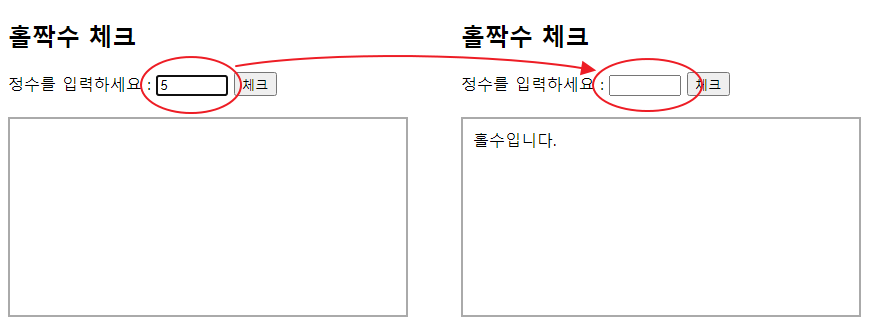 홀짝수 체크
정수를 입력하세요 : 5 체크
홀짝수 체크
정수를 입력하세요 : 체크
홀수입니다.